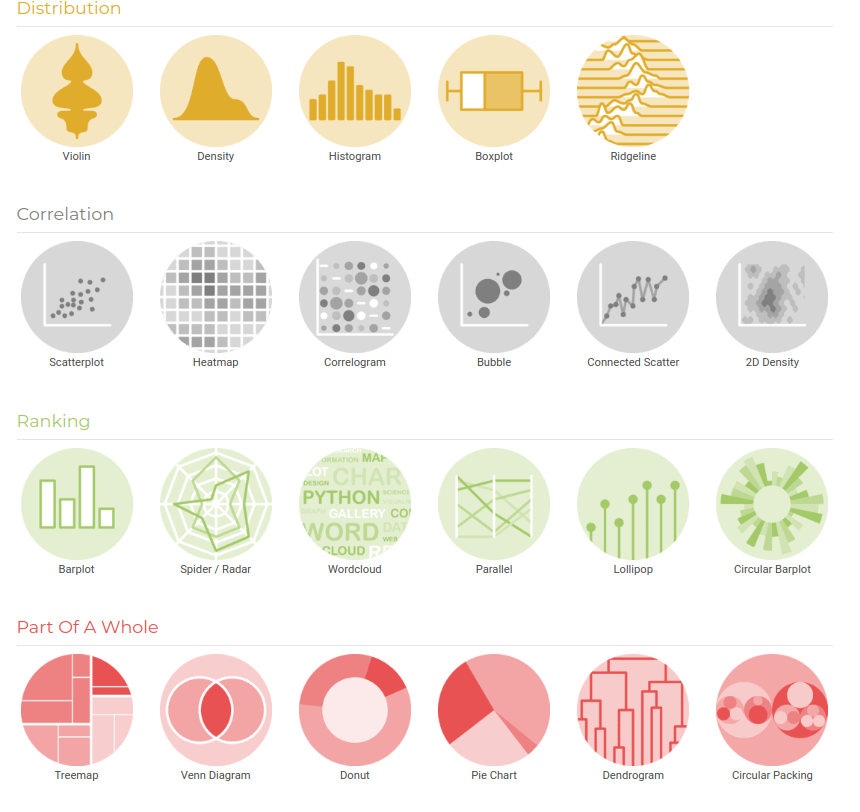 Distribution
Violin
Density
Histogram
Boxplot
Ridgeline
Correlation
Scatterplot
Heatmap
Correlogram
Bubble
Connected Scatter
2D Density
Ranking
CHAR
DESIGN
PYTHON
GALLERY
WORD
CLOUD
Barplot
Spider / Radar
Wordcloud
Parallel
Lollipop
Circular Barplot
Part Of A Whole
Treemap
Venn Diagram
Donut
Pie Chart
Dendrogram
Circular Packing